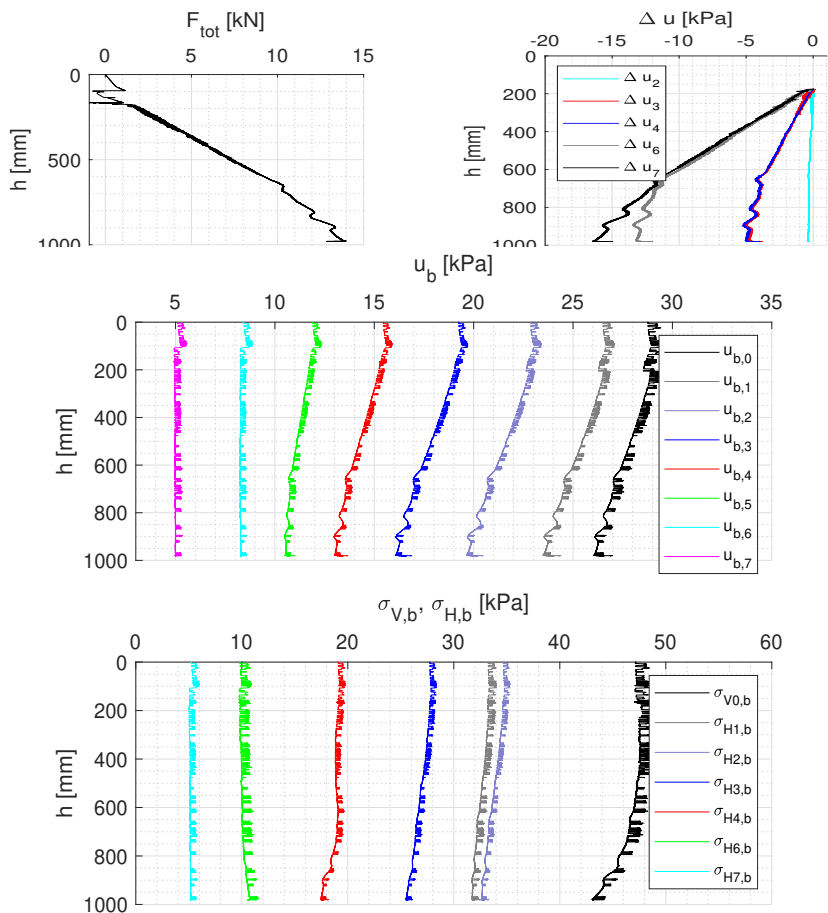 F_tot [kN]
0 5 10 15
0
500
1000
h [mm]
Δ u [kPa]
-20 -15 -10 -5 0
0
200
400
600
800
1000
h [mm]
Δ u_2
Δ u_3
Δ u_4
Δ u_6
Δ u_7
u_b [kPa]
5 10 15 20 25 30 35
0
200
400
600
800
1000
h [mm]
u_b,0
u_b,1
u_b,2
u_b,3
u_b,4
u_b,5
u_b,6
u_b,7
σ_V,b, σ_H,b [kPa]
0 10 20 30 40 50 60
0
200
400
600
800
1000
h [mm]
σ_V0,b
σ_H1,b
σ_H2,b
σ_H3,b
σ_H4,b
σ_H6,b
σ_H7,b